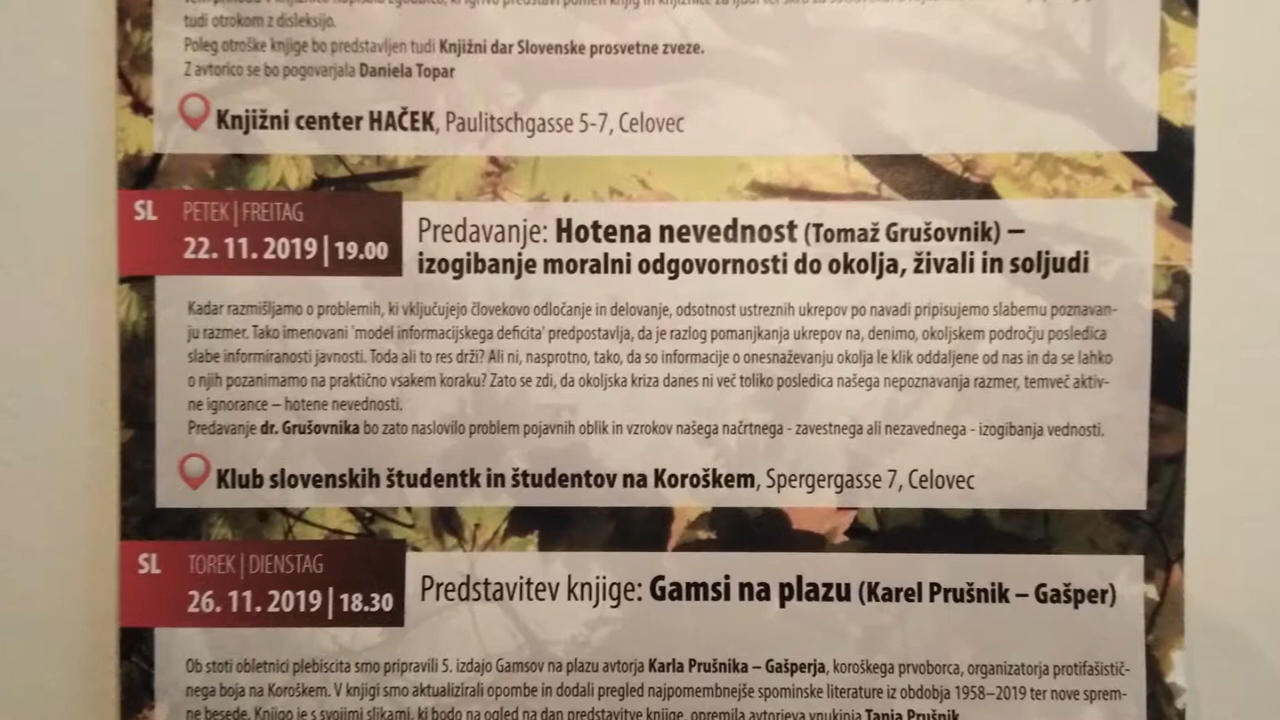 tudi otrokom z disleksijo.
Poleg otroške knjige bo predstavljen tudi Knjižni dar Slovenske prosvetne zveze.
Z avtorico se bo pogovarjala Daniela Topar
Knjižni center HAČEK, Paulitschgasse 5-7, Celovec
SL PETEK | FREITAG
22. 11. 2019 | 19.00
Predavanje: Hotena nevednost (Tomaž Grušovnik) –
izogibanje moralni odgovornosti do okolja, živali in soljudi
Kadar razmišljamo o problemih, ki vključujejo človekovo odločanje in delovanje, odsotnost ustreznih ukrepov po navadi pripisujemo slabemu poznavan-
ju razmer. Tako imenovani 'model informacijskega deficita' predpostavlja, da je razlog pomanjkanja ukrepov na, denimo, okoljskem področju posledica
slabe informiranosti javnosti. Toda ali to res drži? Ali ni, nasprotno, tako, da so informacije o onesnaževanju okolja le klik oddaljene od nas in da se lahko
o njih pozanimamo na praktično vsakem koraku? Zato se zdi, da okoljska kriza danes ni več toliko posledica našega nepoznavanja razmer, temveč aktiv-
ne ignorance – hotene nevednosti.
Predavanje dr. Grušovnika bo zato naslovilo problem pojavnih oblik in vzrokov našega načrtnega - zavestnega ali nezavednega - izogibanja vednosti.
Klub slovenskih študentk in študentov na Koroškem, Spergergasse 7, Celovec
SL TOREK | DIENSTAG
26. 11. 2019 | 18.30
Predstavitev knjige: Gamsi na plazu (Karel Prušnik – Gašper)
Ob stoti obletnici plebiscita smo pripravili 5. izdajo Gamsov na plazu avtorja Karla Prušnika – Gašperja, koroškega prvoborca, organizatorja protifašistič-
nega boja na Koroškem. V knjigi smo aktualizirali opombe in dodali pregled najpomembnejše spominske literature iz obdobja 1958–2019 ter nove sprem-
ne besede. Knjigo je s svojimi slikami, ki bodo na ogled na dan predstavitve knjige, opremila avtorjeva vnukinja Tanja Prušnik.